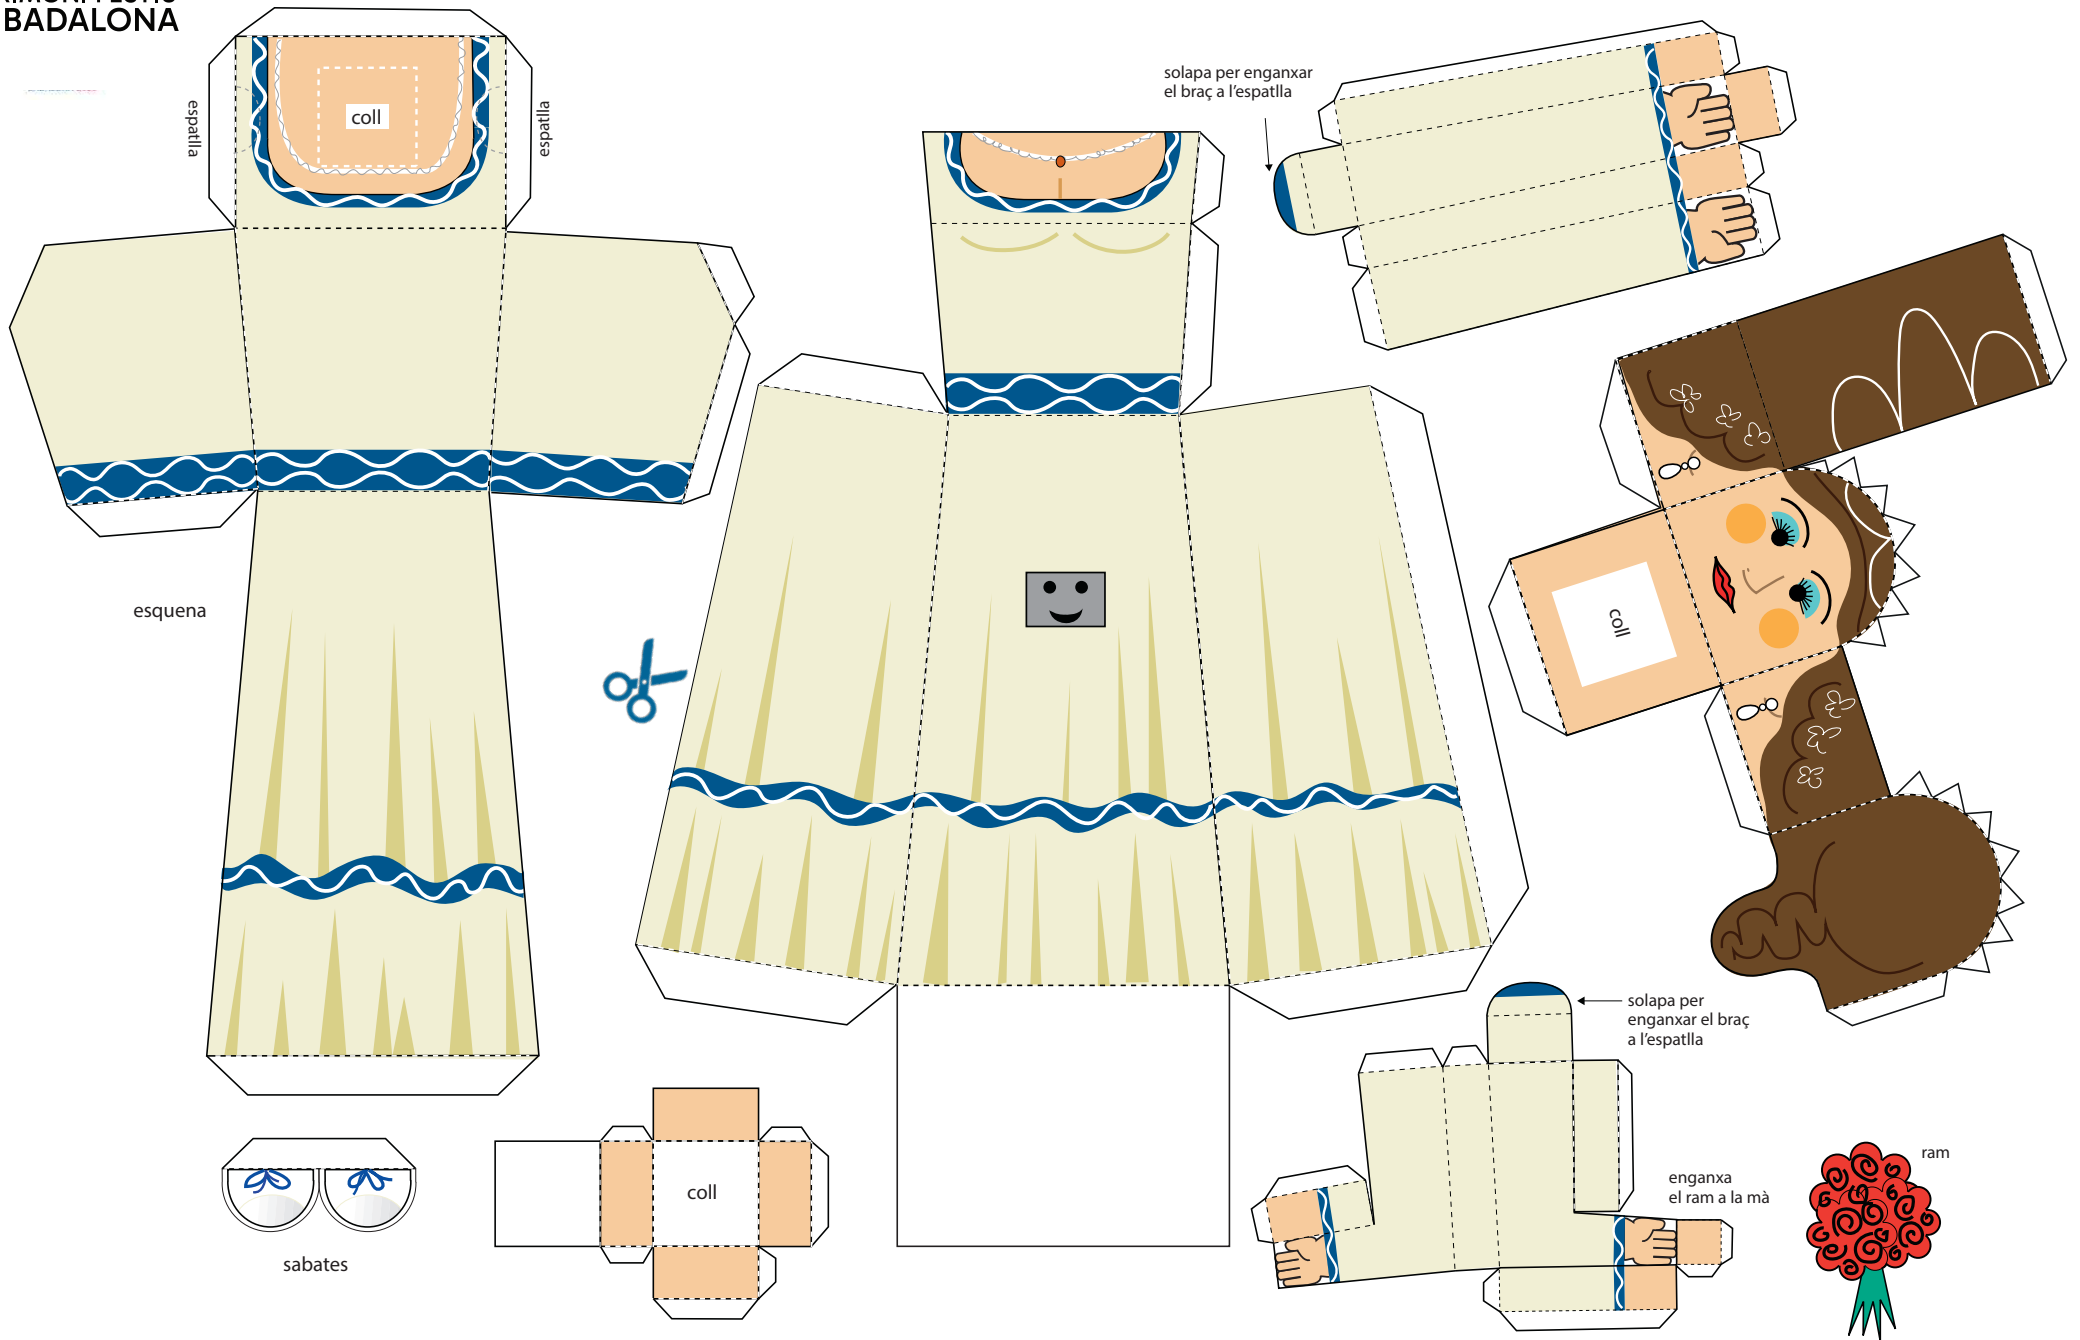 BADALONA
espatlla
coll
espatlla
solapa per enganxar
el braç a l'espatlla
esquena
coll
solapa per
enganxar el braç
a l'espatlla
enganxa
el ram a la mà
ram
coll
sabates